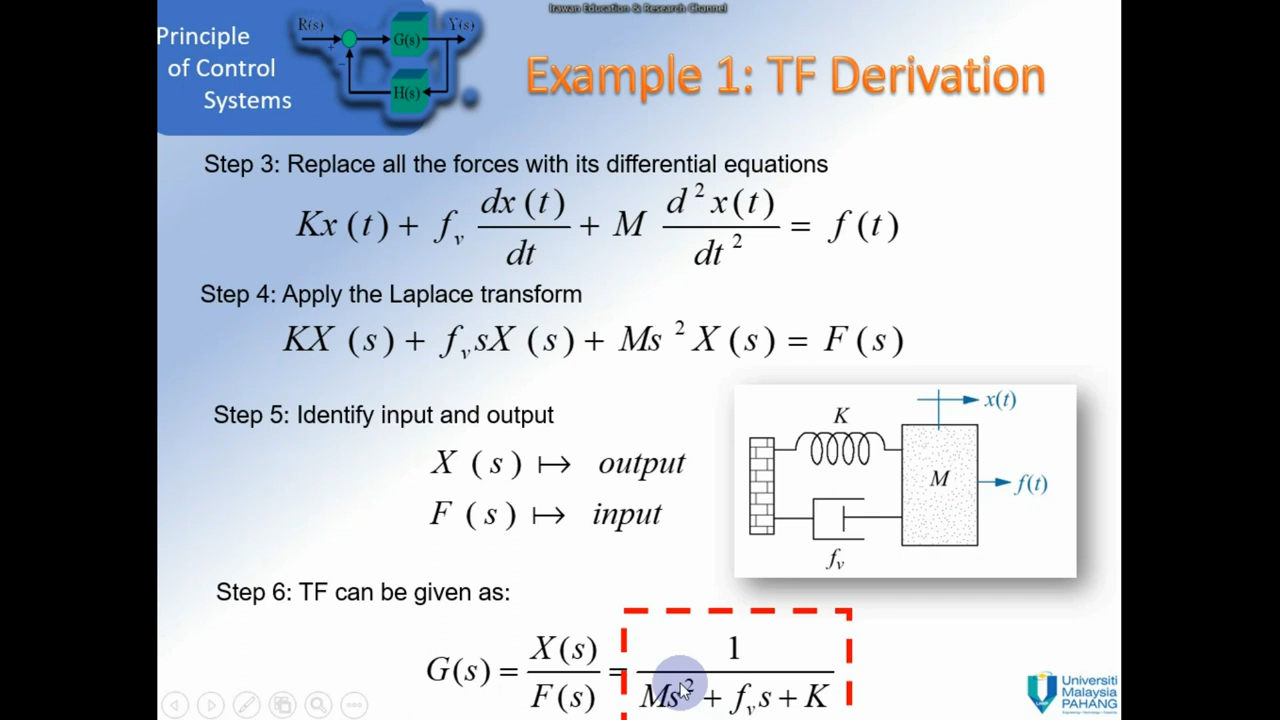 Irawan Education & Research Channel
Principle
of Control
Systems
R(s)
+
−
G(s)
Y(s)
H(s)
Example 1: TF Derivation
Step 3: Replace all the forces with its differential equations
Kx (t) + f_v dx (t)/dt + M d² x (t)/dt² = f (t)
Step 4: Apply the Laplace transform
KX (s) + f_v sX (s) + Ms² X (s) = F (s)
Step 5: Identify input and output
X (s) ↦ output
F (s) ↦ input
K
x(t)
M
f(t)
f_v
Step 6: TF can be given as:
G(s) = X(s)/F(s) = 1/(Ms² + f_v s + K)
Universiti
Malaysia
PAHANG